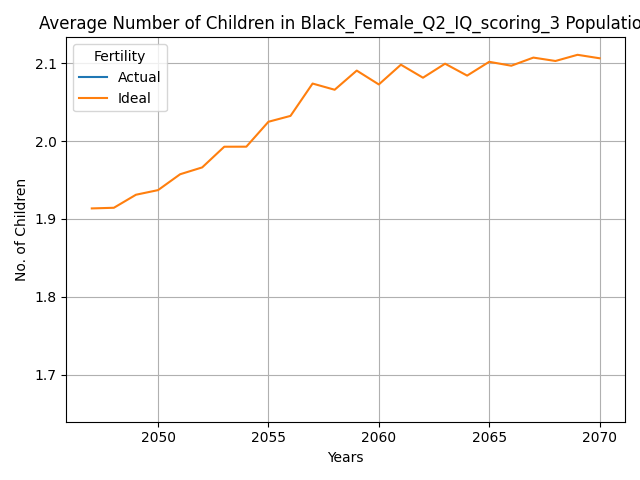 Average Number of Children in Black_Female_Q2_IQ_scoring_3 Populatio
Fertility
Actual
Ideal
2.1
2.0
1.9
1.8
1.7
No. of Children
2050 2055 2060 2065 2070
Years